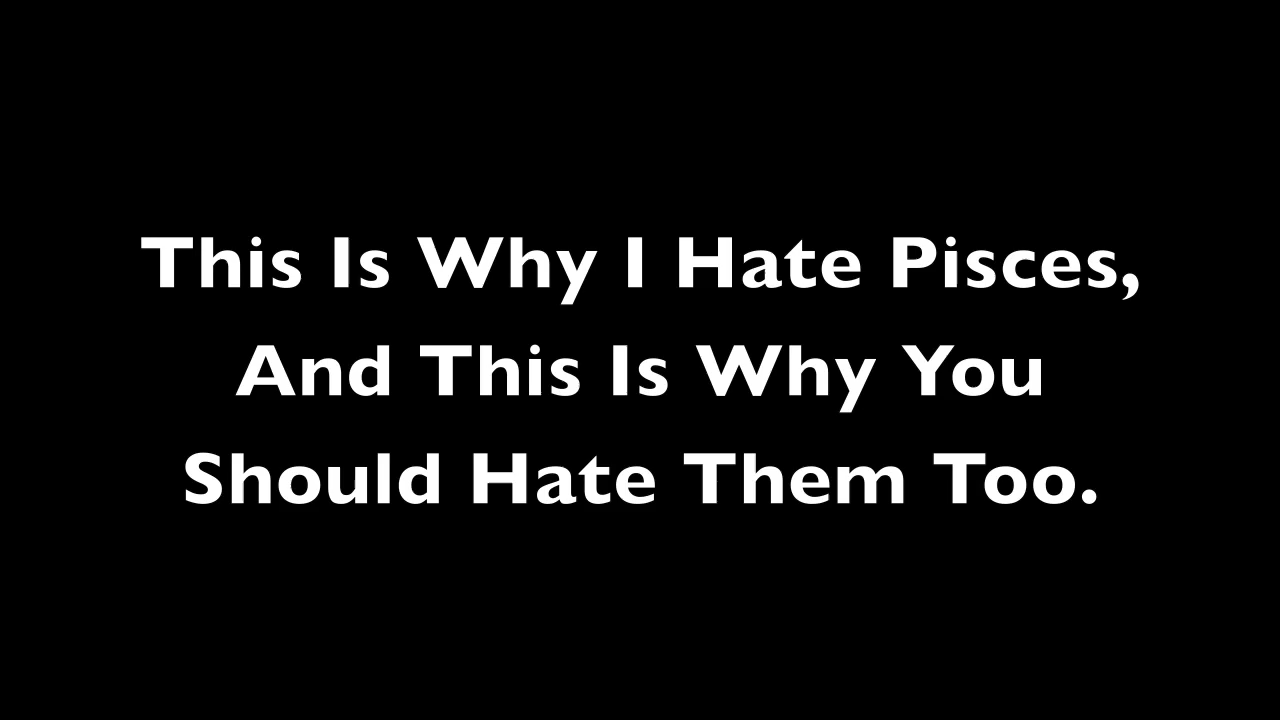 This Is Why I Hate Pisces,
And This Is Why You
Should Hate Them Too.